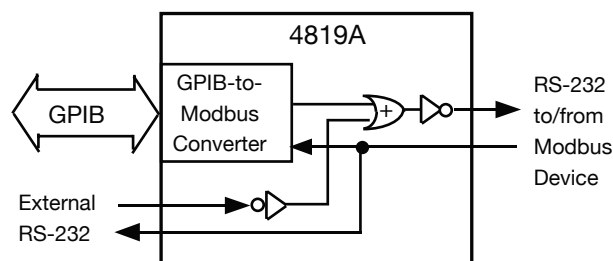 4819A
GPIB
GPIB-to-
Modbus
Converter
+
RS-232
to/from
Modbus
Device
External
RS-232